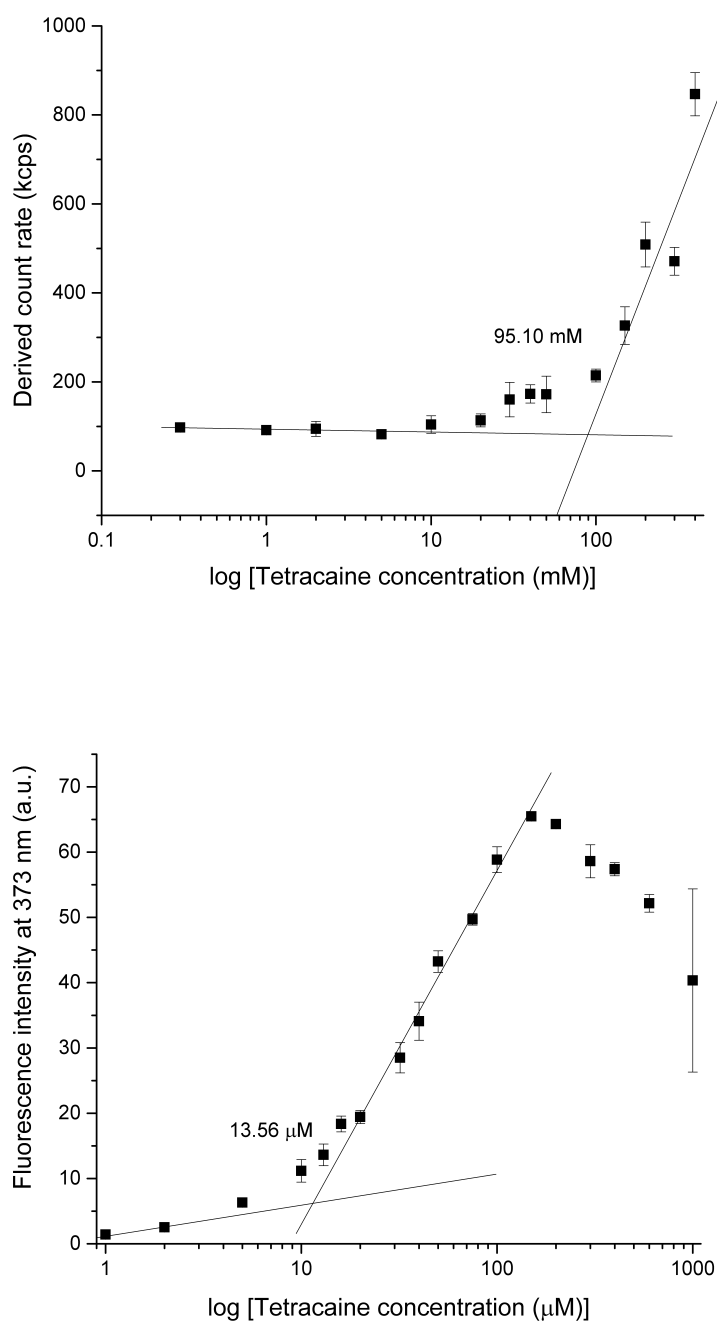 1000
800
600
400
200
0
Derived count rate (kcps)
95.10 mM
0.1 1 10 100
log [Tetracaine concentration (mM)]
70
60
50
40
30
20
10
0
Fluorescence intensity at 373 nm (a.u.)
13.56 μM
1 10 100 1000
log [Tetracaine concentration (μM)]